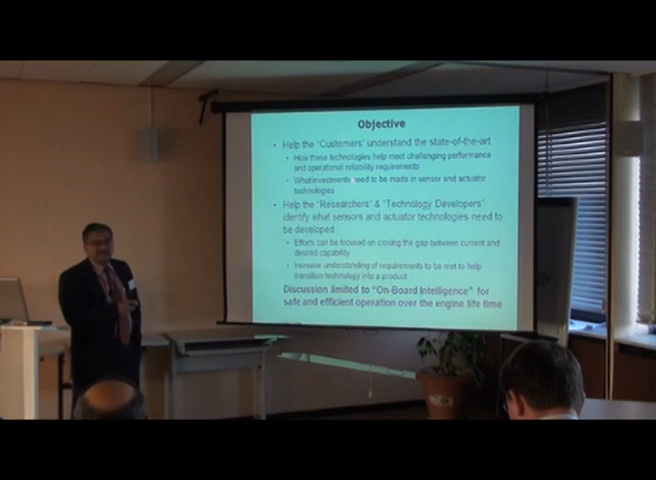 Objective
• Help the "Customers" understand the state-of-the-art
• How these technologies help meet challenging performance
and operational reliability requirements
• What investments need to be made in sensor and actuator
technologies
• Help the "Researchers" & "Technology Developers"
identify what sensors and actuator technologies need to
be developed
• Efforts can be focused on closing the gap between current and
desired capability
• Increase understanding of requirements to be met to help
transition technology into a product
Discussion limited to "On-Board Intelligence" for
safe and efficient operation over the engine life time